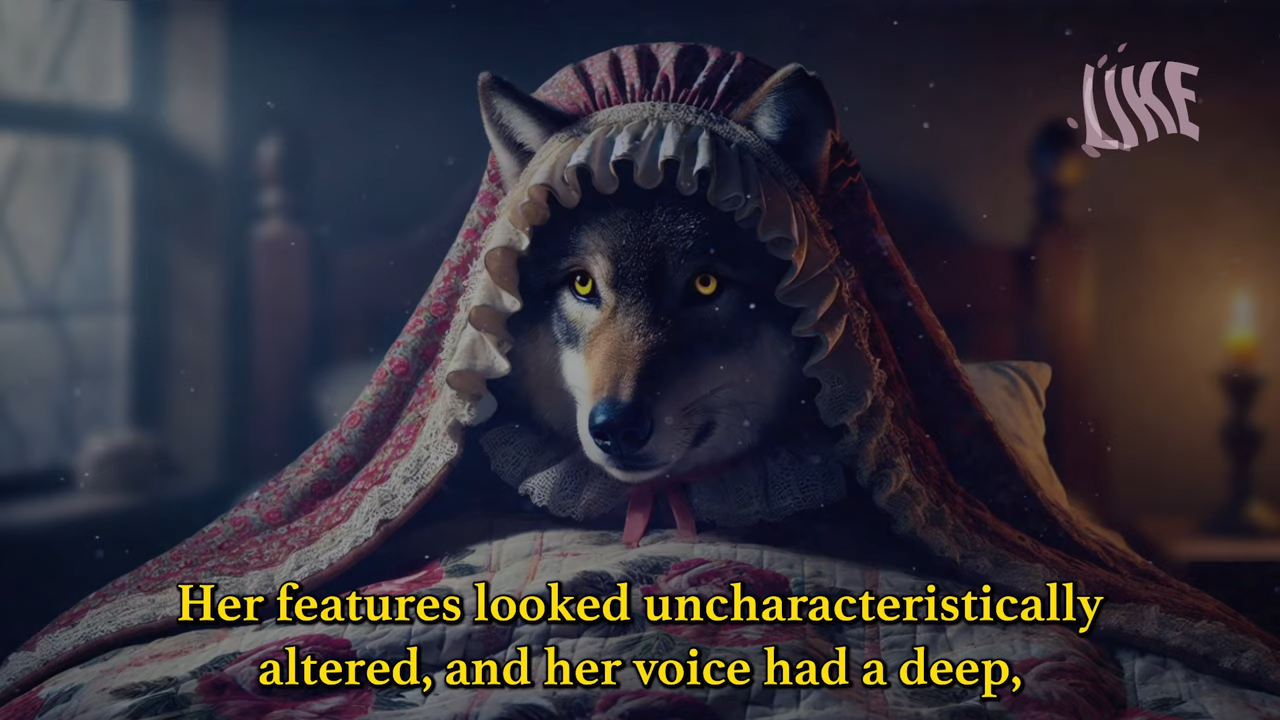 LIKE
Her features looked uncharacteristically
altered, and her voice had a deep,